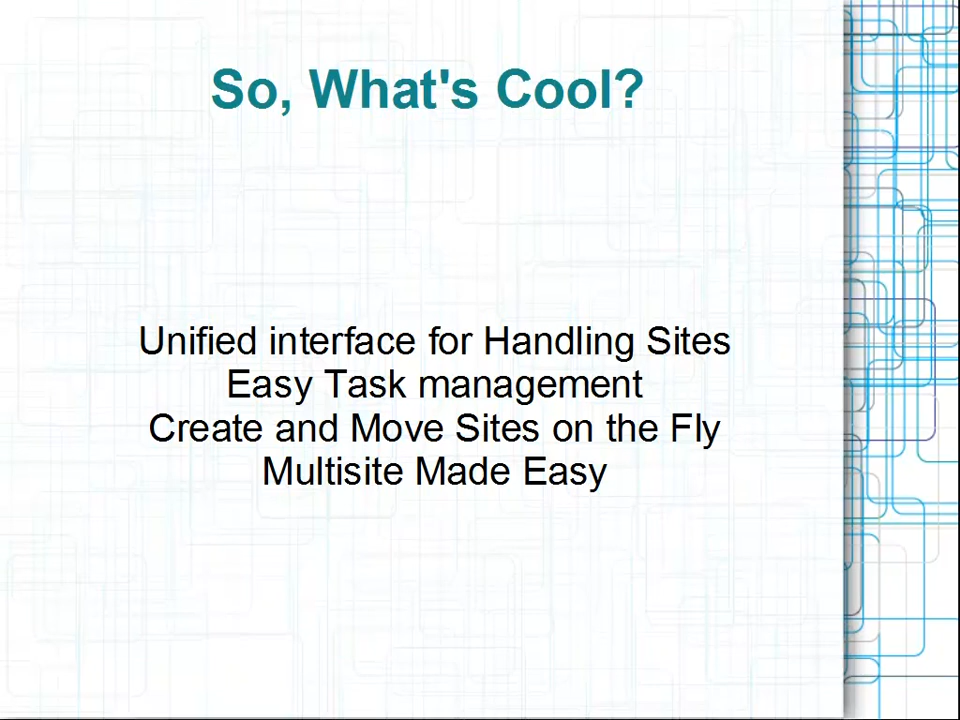 So, What's Cool?
Unified interface for Handling Sites
Easy Task management
Create and Move Sites on the Fly
Multisite Made Easy